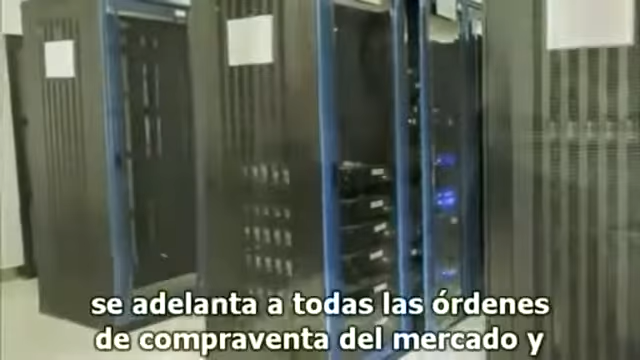 se adelanta a todas las órdenes
de compraventa del mercado y